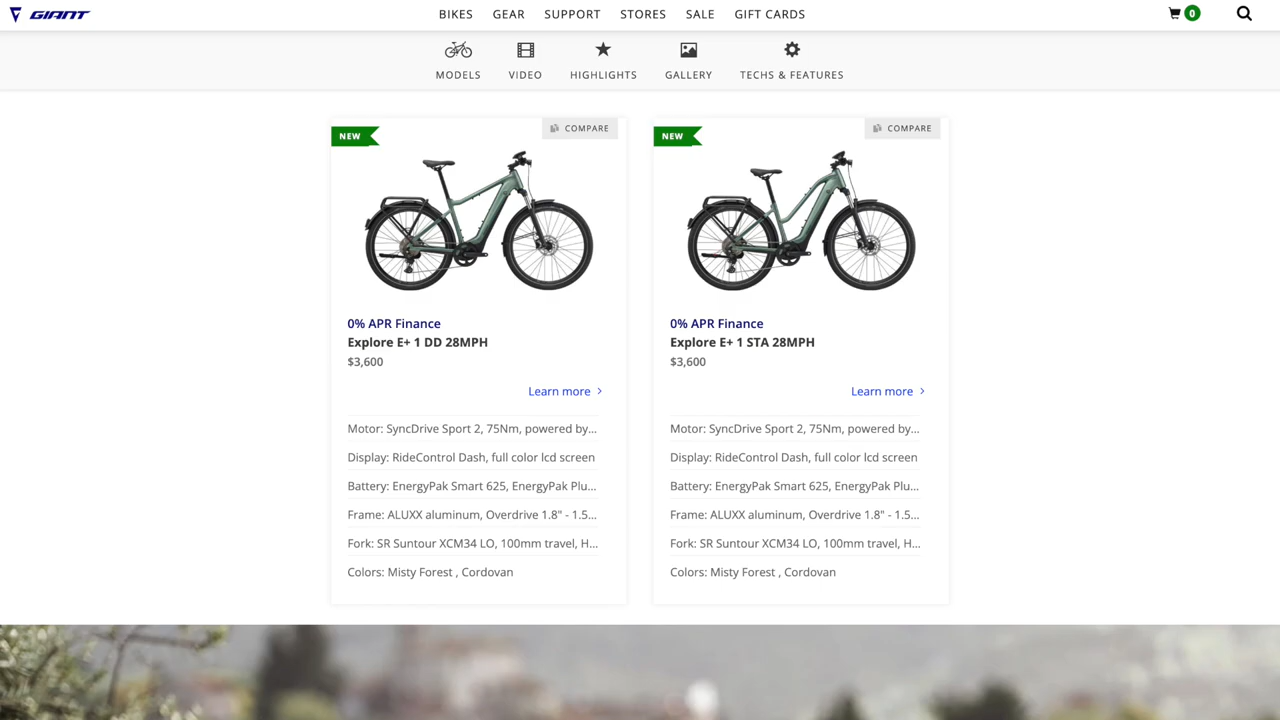 GIANT
BIKES GEAR SUPPORT STORES SALE GIFT CARDS
0
MODELS VIDEO HIGHLIGHTS GALLERY TECHS & FEATURES
NEW
COMPARE
0% APR Finance
Explore E+ 1 DD 28MPH
$3,600
Learn more
Motor: SyncDrive Sport 2, 75Nm, powered by...
Display: RideControl Dash, full color lcd screen
Battery: EnergyPak Smart 625, EnergyPak Plu...
Frame: ALUXX aluminum, Overdrive 1.8" - 1.5...
Fork: SR Suntour XCM34 LO, 100mm travel, H...
Colors: Misty Forest , Cordovan
NEW
COMPARE
0% APR Finance
Explore E+ 1 STA 28MPH
$3,600
Learn more
Motor: SyncDrive Sport 2, 75Nm, powered by...
Display: RideControl Dash, full color lcd screen
Battery: EnergyPak Smart 625, EnergyPak Plu...
Frame: ALUXX aluminum, Overdrive 1.8" - 1.5...
Fork: SR Suntour XCM34 LO, 100mm travel, H...
Colors: Misty Forest , Cordovan